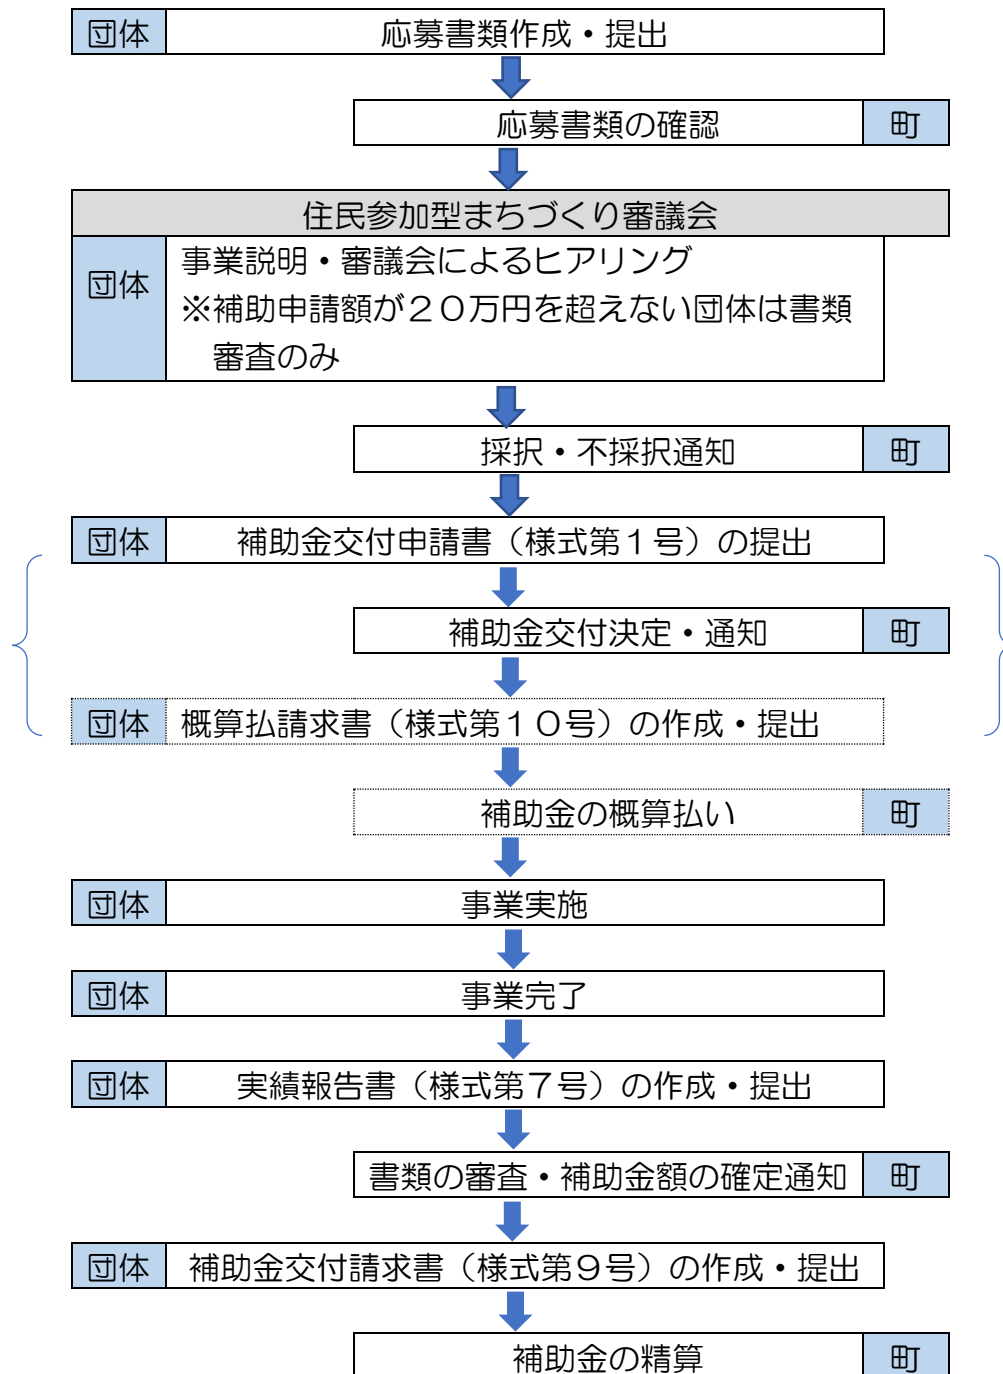 団体 応募書類作成・提出
応募書類の確認 町
住民参加型まちづくり審議会
団体 事業説明・審議会によるヒアリング
※補助申請額が２０万円を超えない団体は書類
審査のみ
採択・不採択通知 町
団体 補助金交付申請書（様式第１号）の提出
補助金交付決定・通知 町
団体 概算払請求書（様式第１０号）の作成・提出
補助金の概算払い 町
団体 事業実施
団体 事業完了
団体 実績報告書（様式第７号）の作成・提出
書類の審査・補助金額の確定通知 町
団体 補助金交付請求書（様式第９号）の作成・提出
補助金の精算 町